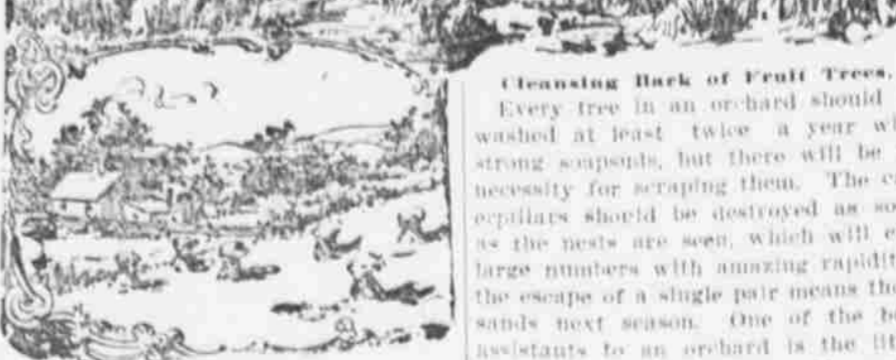 Cleansing Bark of Fruit Trees.
Every tree in an orchard should
washed at least twice a year
strong soapsuds, but there will be
necessity for scraping them. The
erpillars should be destroyed as
as the nests are seen, which will
large numbers with amazing
the escape of a single pair means
sands next season. One of the
assistants to an orchard is the